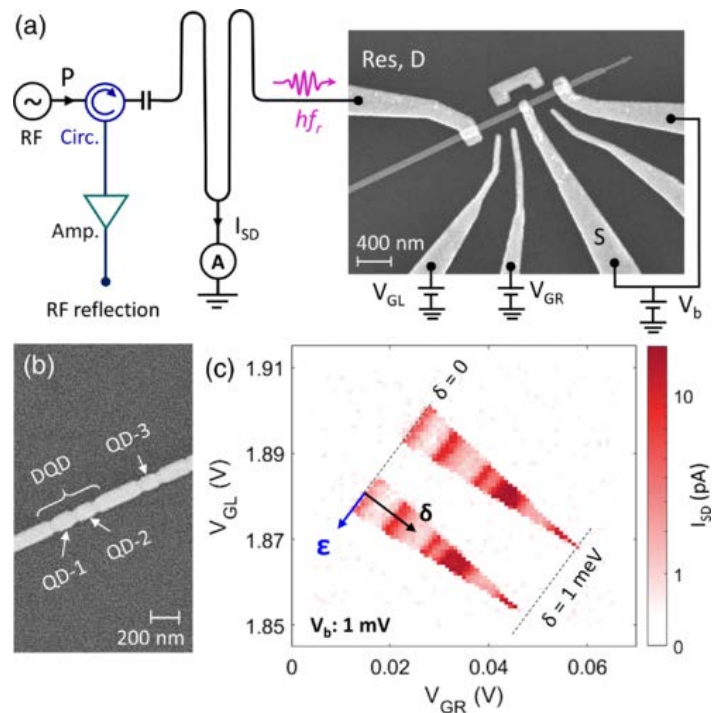 (a)
P
RF
Circ.
Amp.
RF reflection
hf_r
I_SD
A
Res, D
S
400 nm
V_GL
V_GR
V_b
(b)
DQD
QD-3
QD-1
QD-2
200 nm
(c)
1.91
1.89
1.87
1.85
V_GL (V)
0
0.02
0.04
0.06
V_GR (V)
δ = 0
δ
ε
δ = 1 meV
V_b: 1 mV
10
1
0
I_SD (pA)